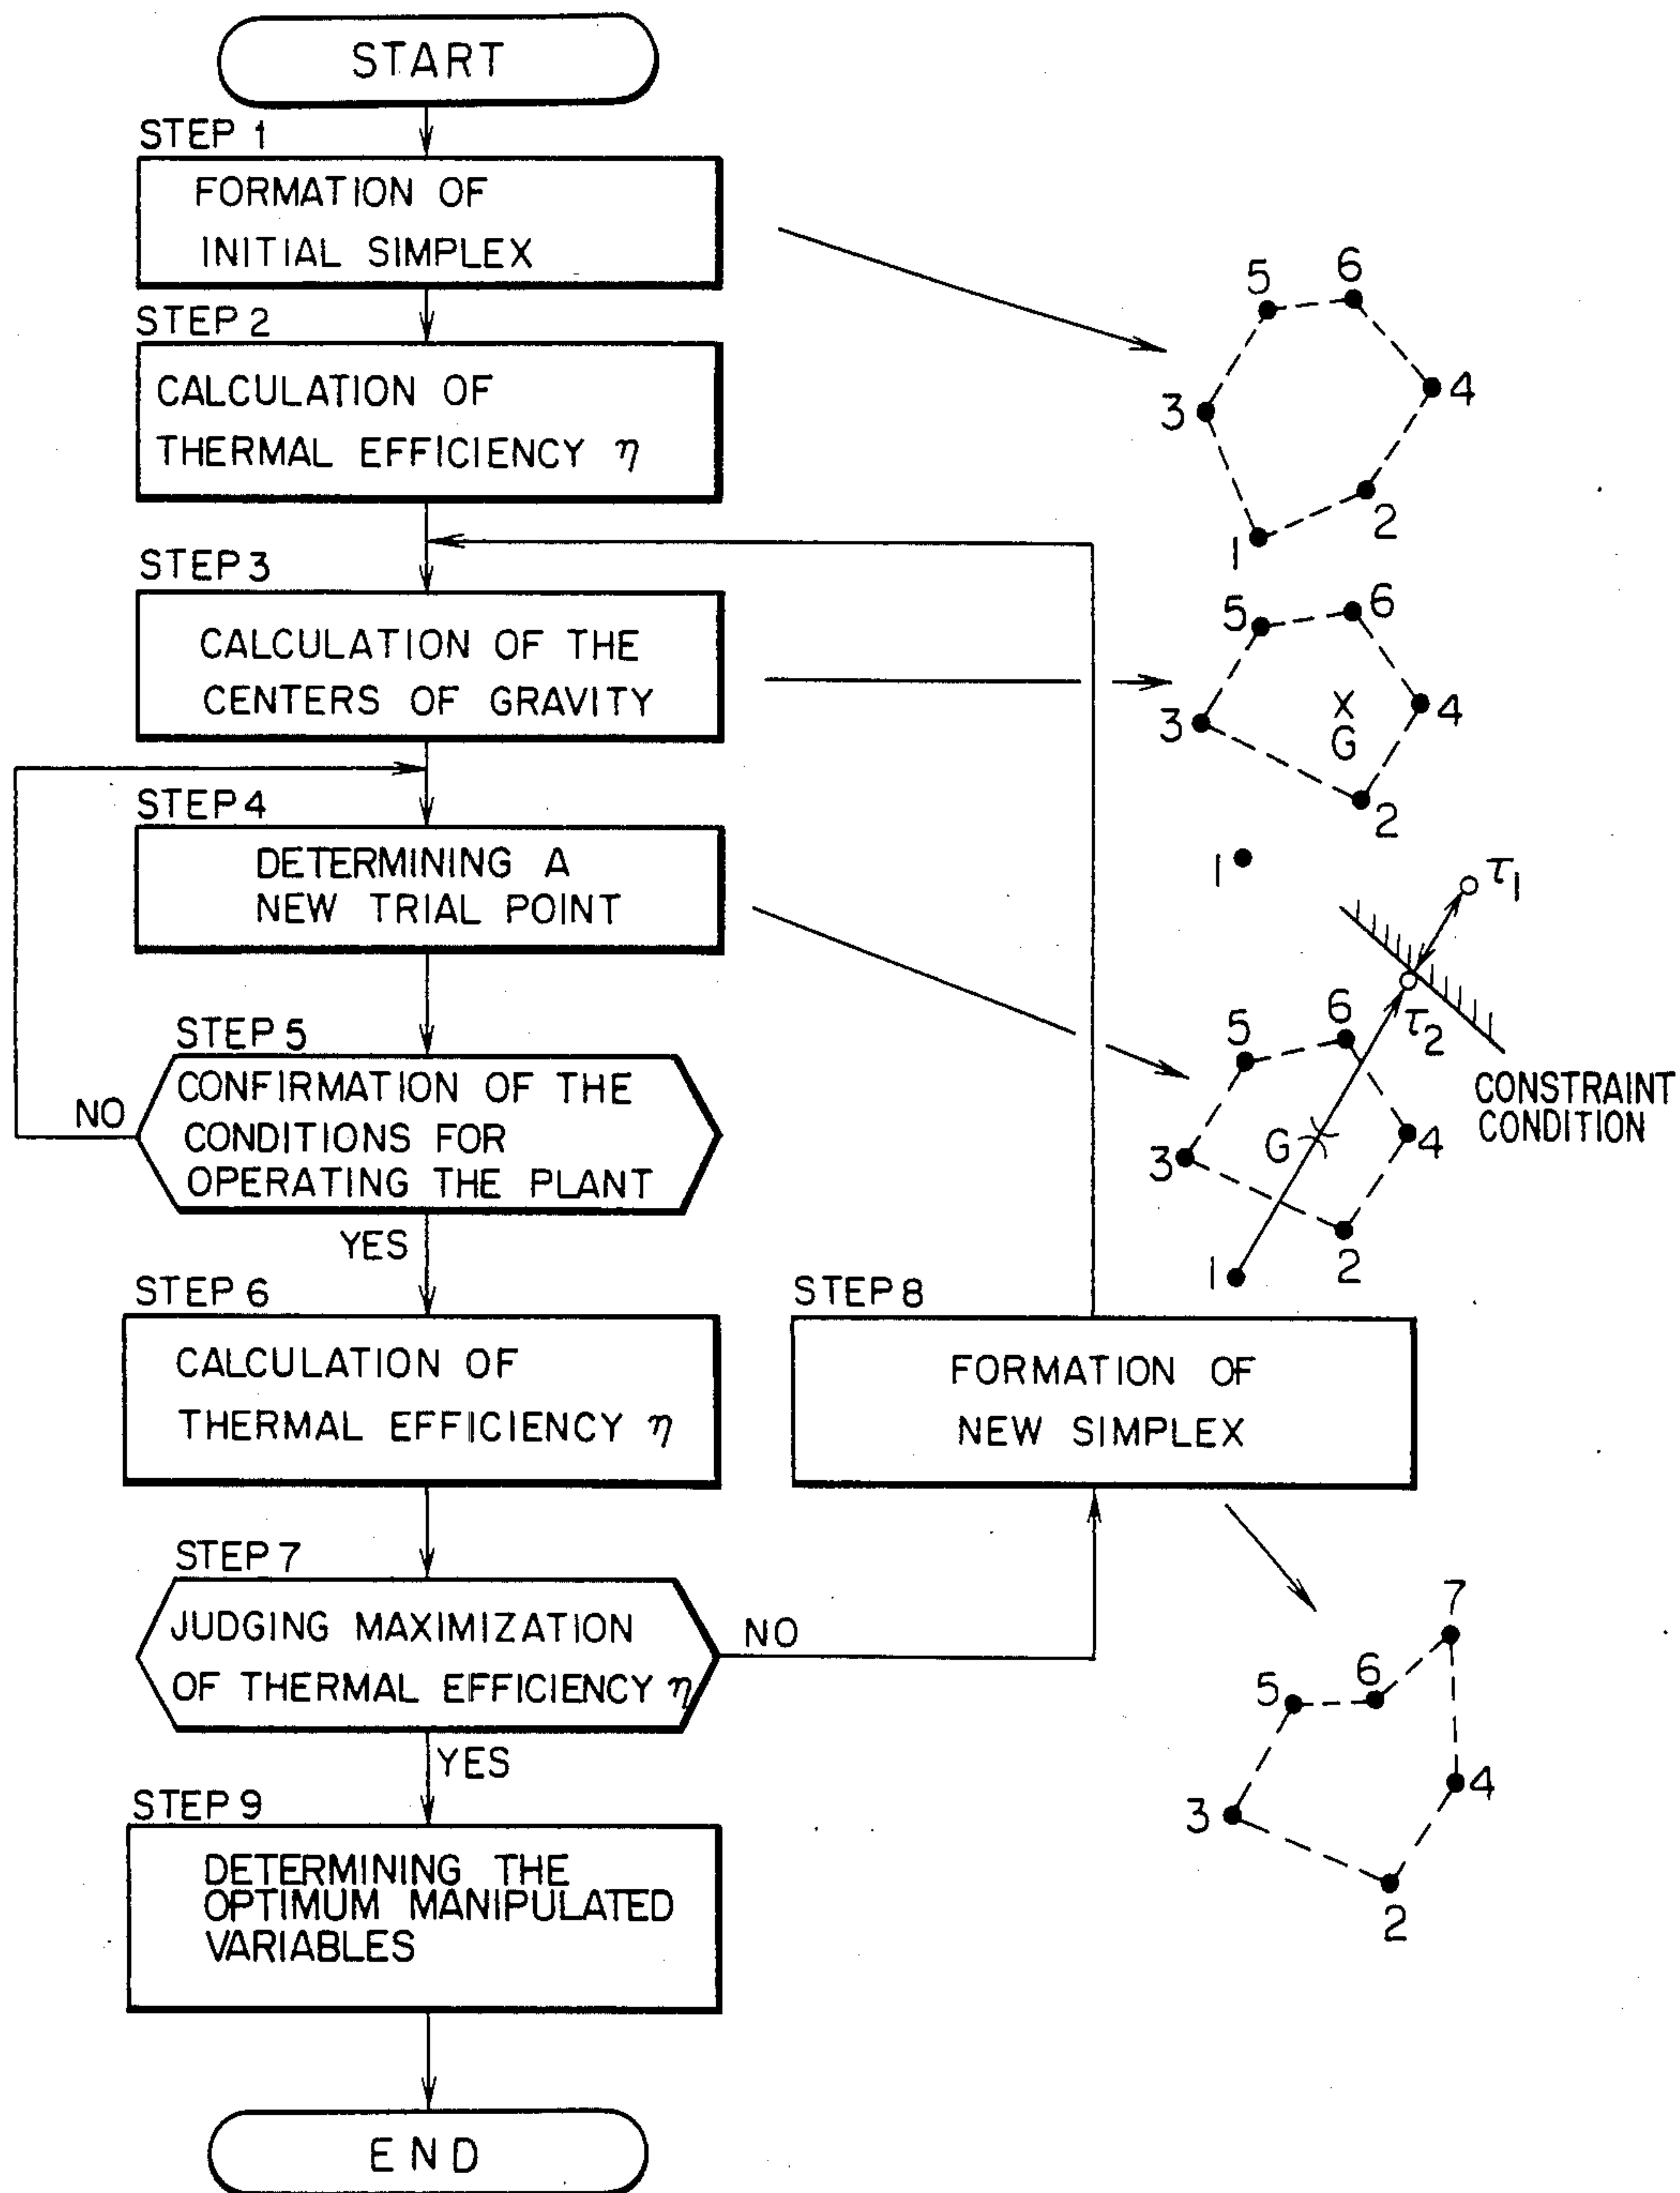 START
STEP 1
FORMATION OF
INITIAL SIMPLEX
STEP 2
CALCULATION OF
THERMAL EFFICIENCY η
STEP 3
CALCULATION OF THE
CENTERS OF GRAVITY
STEP 4
DETERMINING A
NEW TRIAL POINT
STEP 5
CONFIRMATION OF THE
CONDITIONS FOR
OPERATING THE PLANT
NO
YES
STEP 6
CALCULATION OF
THERMAL EFFICIENCY η
STEP 7
JUDGING MAXIMIZATION
OF THERMAL EFFICIENCY η
NO
YES
STEP 8
FORMATION OF
NEW SIMPLEX
STEP 9
DETERMINING THE
OPTIMUM MANIPULATED
VARIABLES
END
5 6
4
3
2
1
5 6
X
4
3
G
2
1
τ1
6
τ2
5
CONSTRAINT
CONDITION
G
4
3
2
1
7
6
5
4
3
2